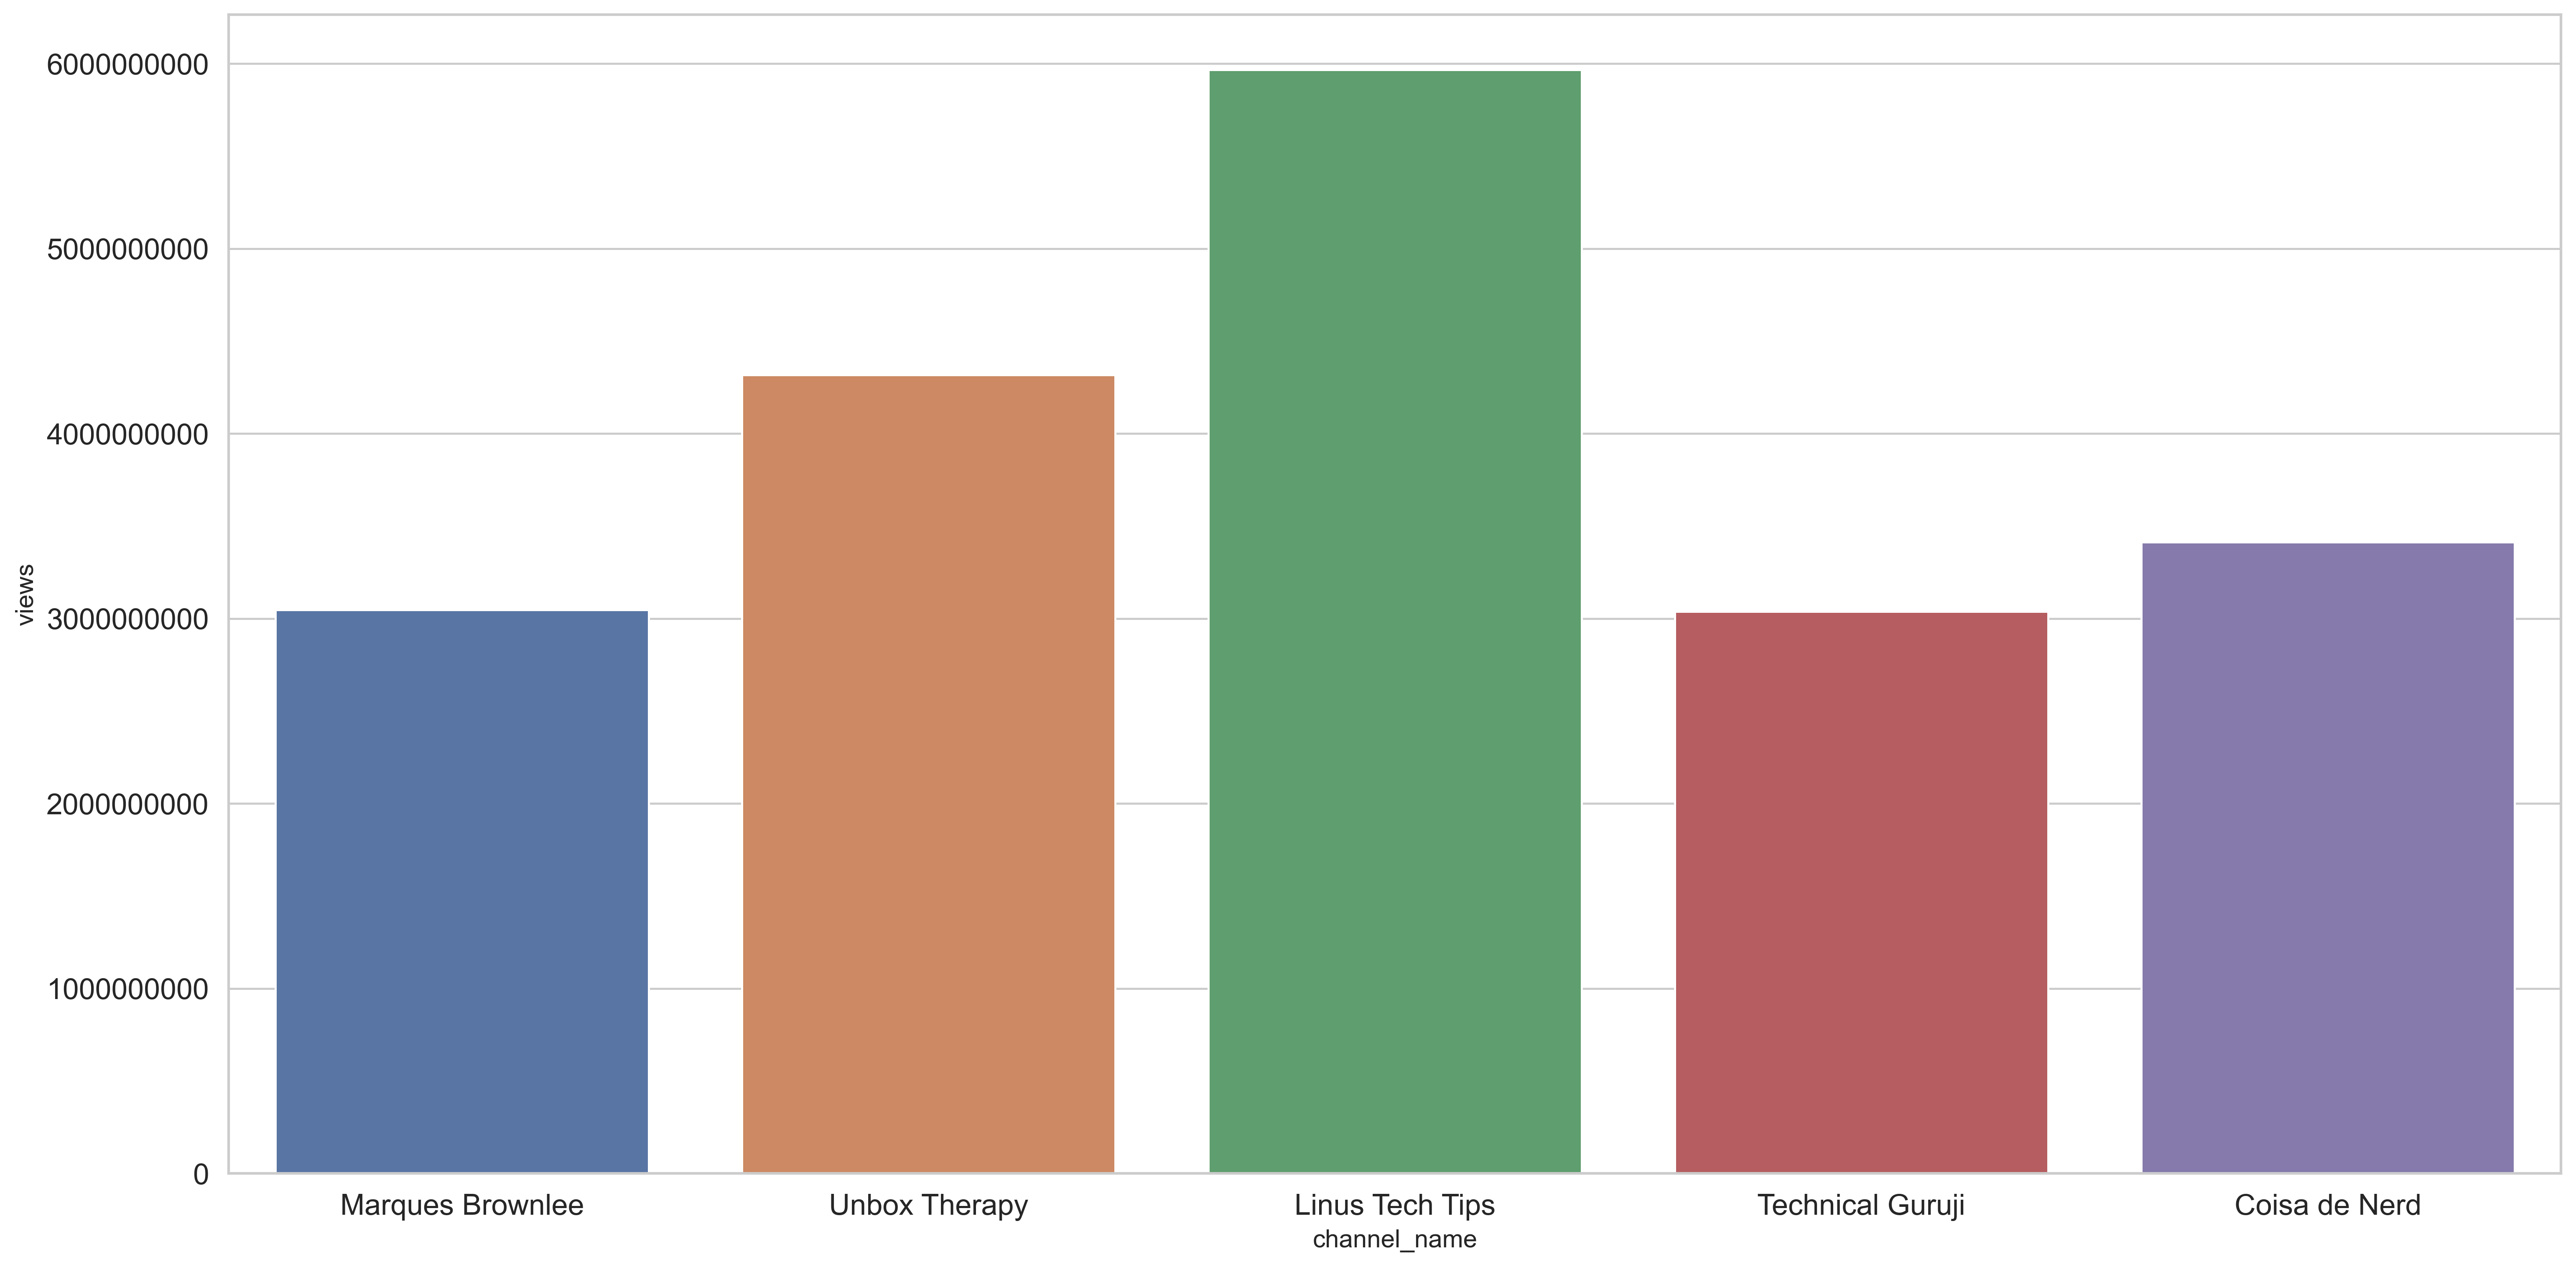 6000000000
5000000000
4000000000
3000000000
2000000000
1000000000
0
views
Marques Brownlee
Unbox Therapy
Linus Tech Tips
Technical Guruji
Coisa de Nerd
channel_name